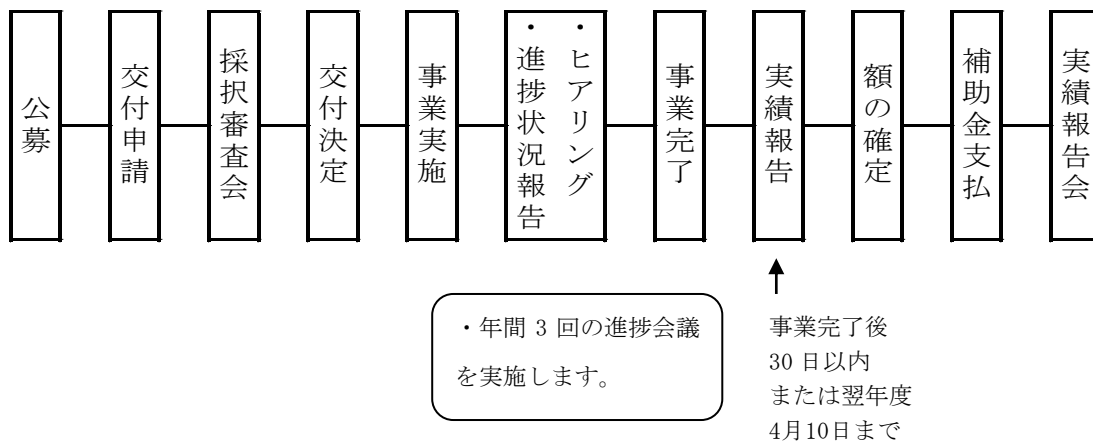 公募
交付申請
採択審査会
交付決定
事業実施
・ヒアリング
・進捗状況報告
事業完了
実績報告
額の確定
補助金支払
実績報告会
・年間 3 回の進捗会議
を実施します。
事業完了後
30 日以内
または翌年度
4月10日まで